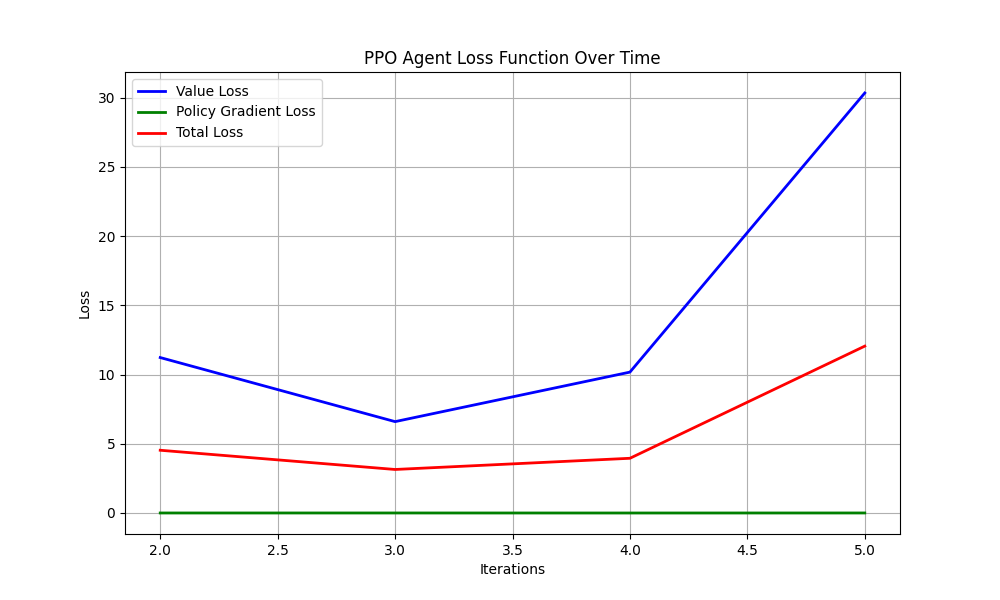 PPO Agent Loss Function Over Time
Value Loss
Policy Gradient Loss
Total Loss
30
25
20
15
10
5
0
Loss
2.0 2.5 3.0 3.5 4.0 4.5 5.0
Iterations